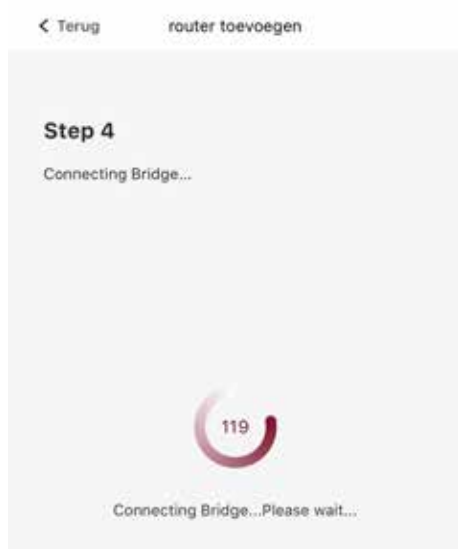 Terug router toevoegen
Step 4
Connecting Bridge...
119
Connecting Bridge...Please wait...